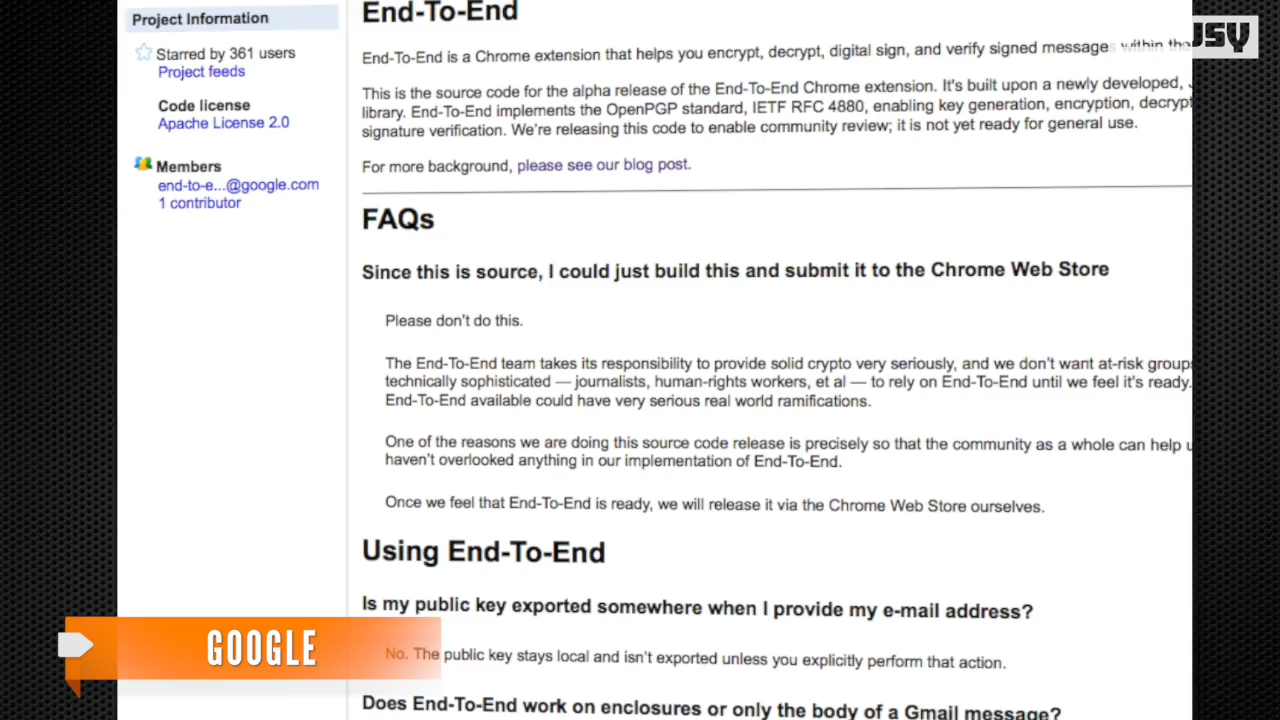 Project Information
Starred by 361 users
Project feeds
Code license
Apache License 2.0
Members
end-to-e...@google.com
1 contributor
End-To-End
End-To-End is a Chrome extension that helps you encrypt, decrypt, digital sign, and verify signed messages within the
This is the source code for the alpha release of the End-To-End Chrome extension. It's built upon a newly developed,
library. End-To-End implements the OpenPGP standard, IETF RFC 4880, enabling key generation, encryption, decrypt
signature verification. We're releasing this code to enable community review; it is not yet ready for general use.
For more background, please see our blog post.
FAQs
Since this is source, I could just build this and submit it to the Chrome Web Store
Please don't do this.
The End-To-End team takes its responsibility to provide solid crypto very seriously, and we don't want at-risk groups
technically sophisticated — journalists, human-rights workers, et al — to rely on End-To-End until we feel it's ready.
End-To-End available could have very serious real world ramifications.
One of the reasons we are doing this source code release is precisely so that the community as a whole can help u
haven't overlooked anything in our implementation of End-To-End.
Once we feel that End-To-End is ready, we will release it via the Chrome Web Store ourselves.
Using End-To-End
Is my public key exported somewhere when I provide my e-mail address?
No. The public key stays local and isn't exported unless you explicitly perform that action.
Does End-To-End work on enclosures or only the body of a Gmail message?
GOOGLE